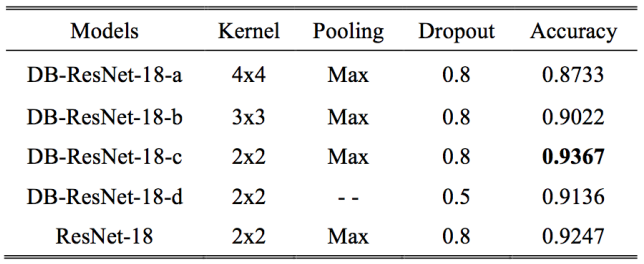 Models Kernel Pooling Dropout Accuracy
DB-ResNet-18-a 4x4 Max 0.8 0.8733
DB-ResNet-18-b 3x3 Max 0.8 0.9022
DB-ResNet-18-c 2x2 Max 0.8 0.9367
DB-ResNet-18-d 2x2 - - 0.5 0.9136
ResNet-18 2x2 Max 0.8 0.9247